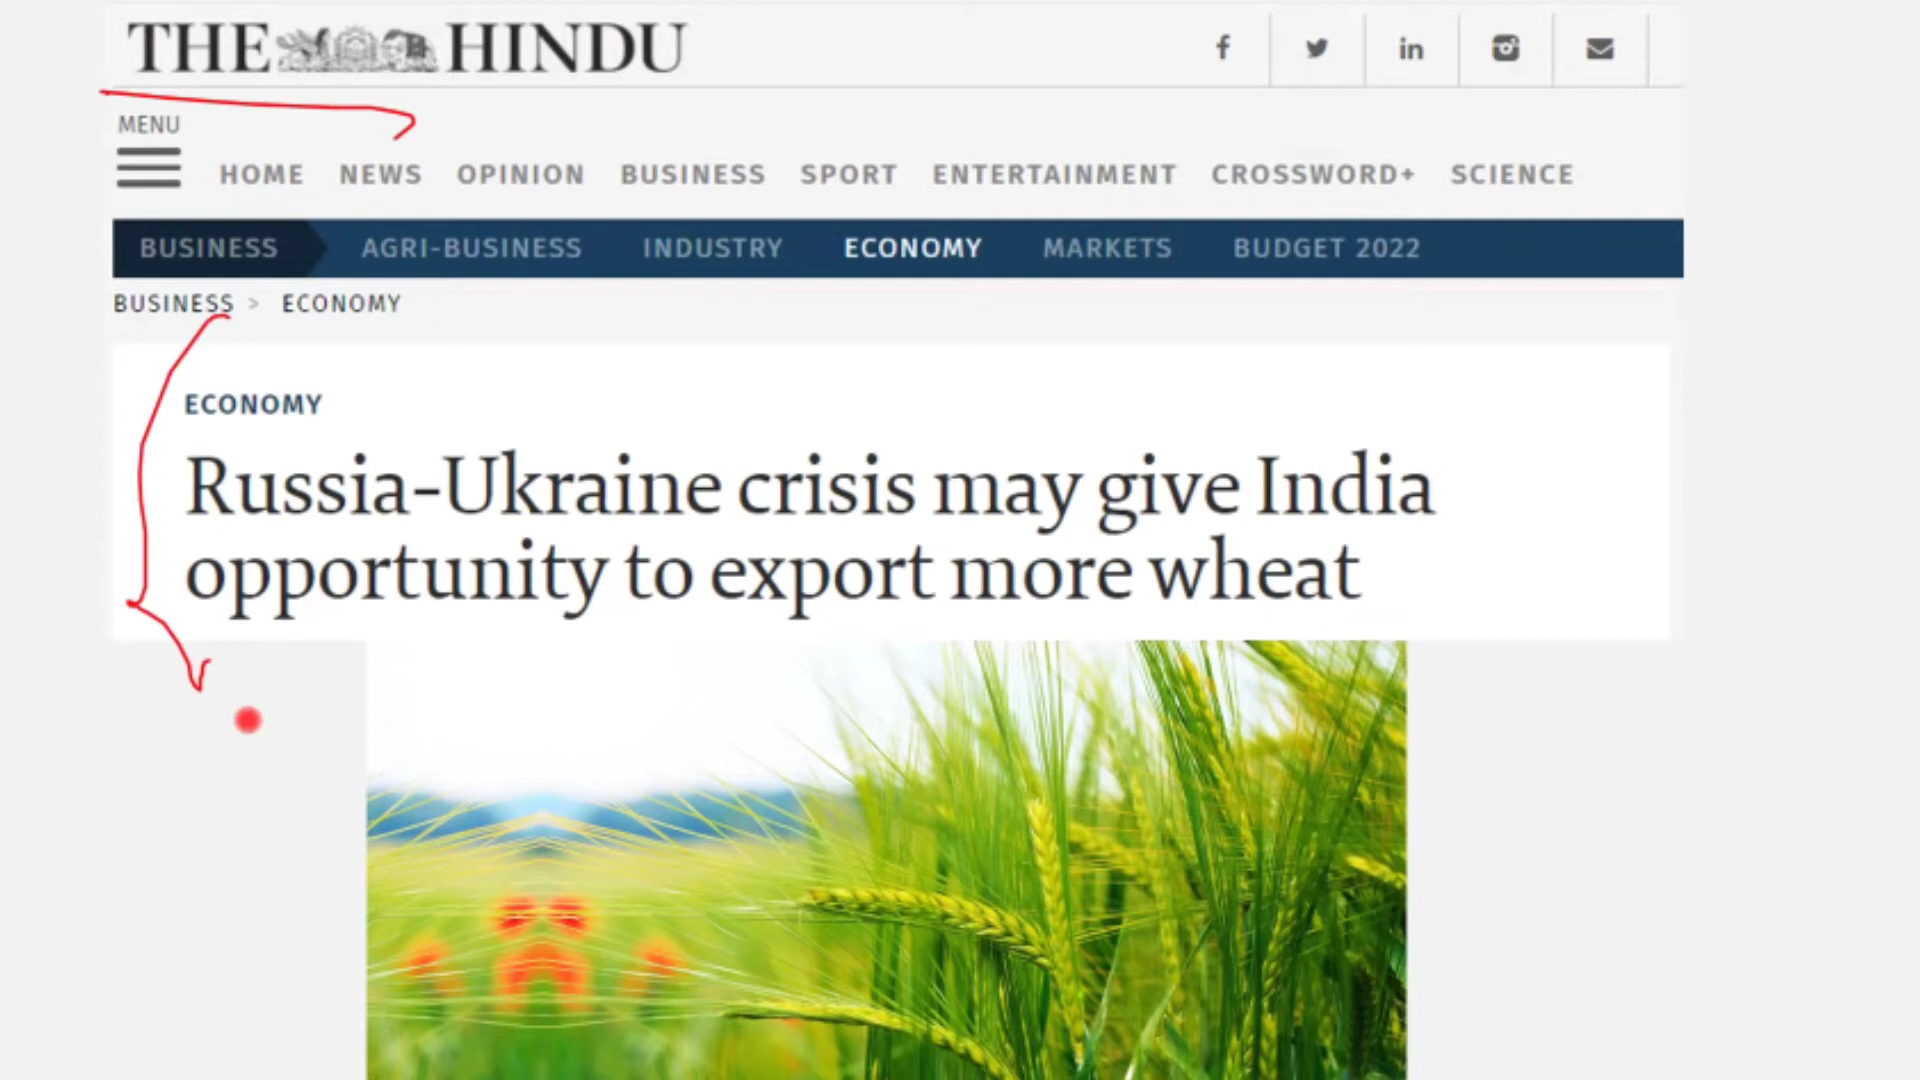 THE HINDU
MENU
HOME NEWS OPINION BUSINESS SPORT ENTERTAINMENT CROSSWORD+ SCIENCE
BUSINESS AGRI-BUSINESS INDUSTRY ECONOMY MARKETS BUDGET 2022
BUSINESS > ECONOMY
ECONOMY
Russia-Ukraine crisis may give India
opportunity to export more wheat